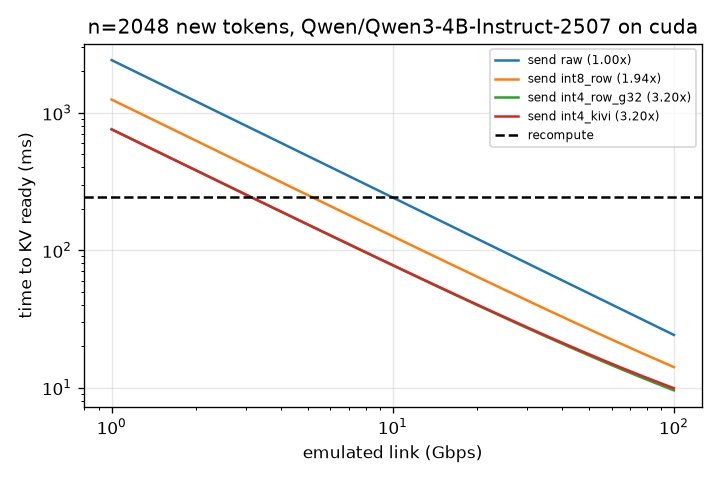 n=2048 new tokens, Qwen/Qwen3-4B-Instruct-2507 on cuda
send raw (1.00x)
send int8_row (1.94x)
send int4_row_g32 (3.20x)
send int4_kivi (3.20x)
recompute
time to KV ready (ms)
10³
10²
10¹
10⁰
10¹
10²
emulated link (Gbps)